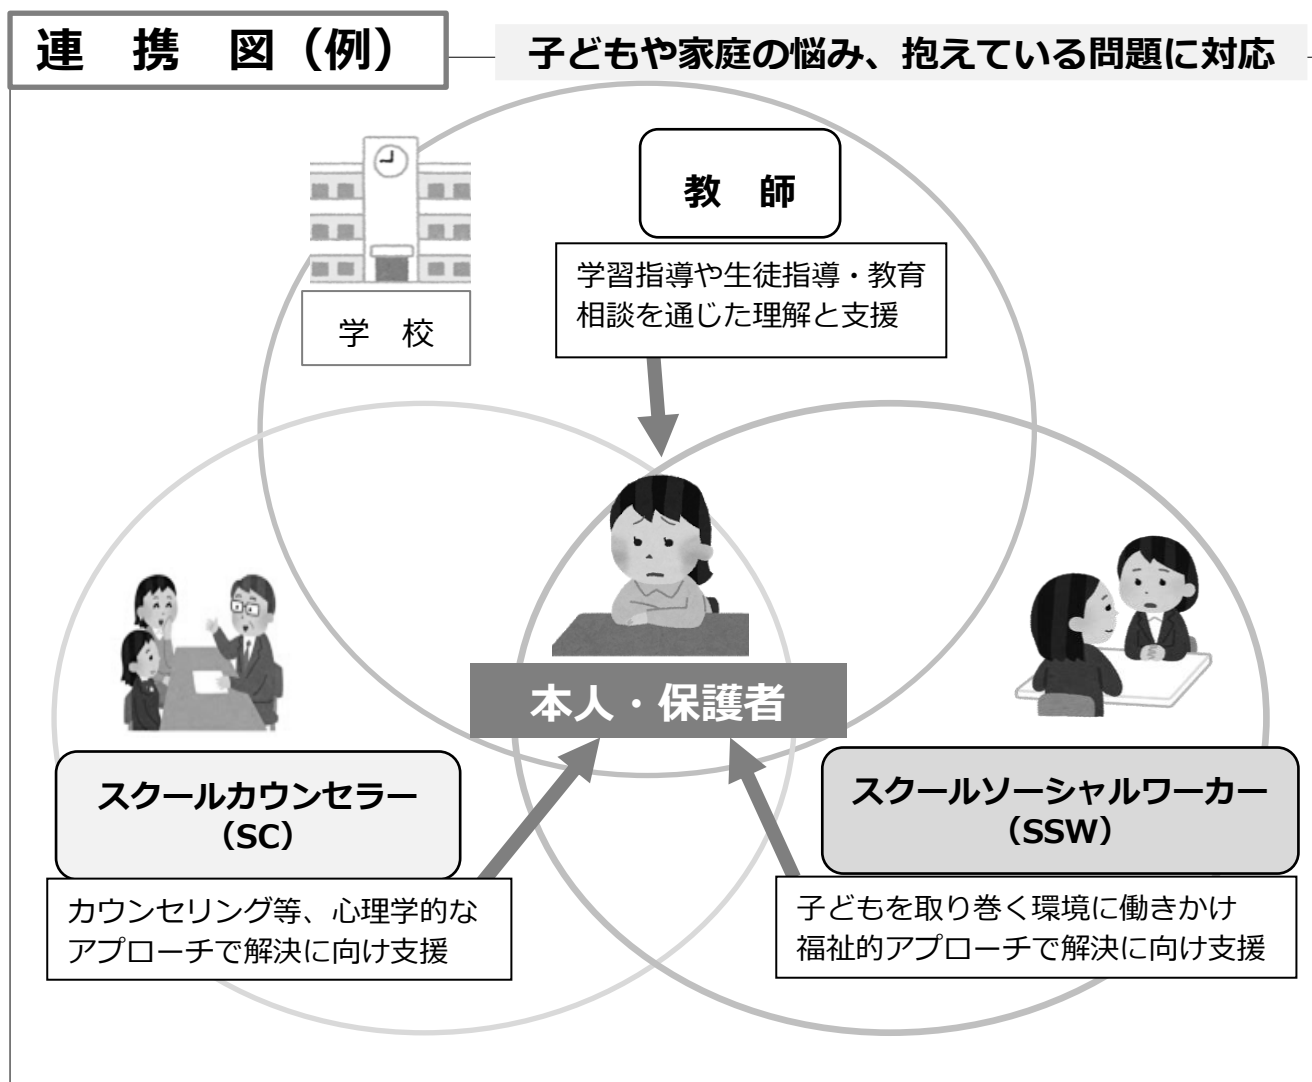 連　携　図（例）
子どもや家庭の悩み、抱えている問題に対応
教　師
学習指導や生徒指導・教育
相談を通じた理解と支援
学　校
本人・保護者
スクールカウンセラー
（SC）
カウンセリング等、心理学的な
アプローチで解決に向け支援
スクールソーシャルワーカー
（SSW）
子どもを取り巻く環境に働きかけ
福祉的アプローチで解決に向け支援